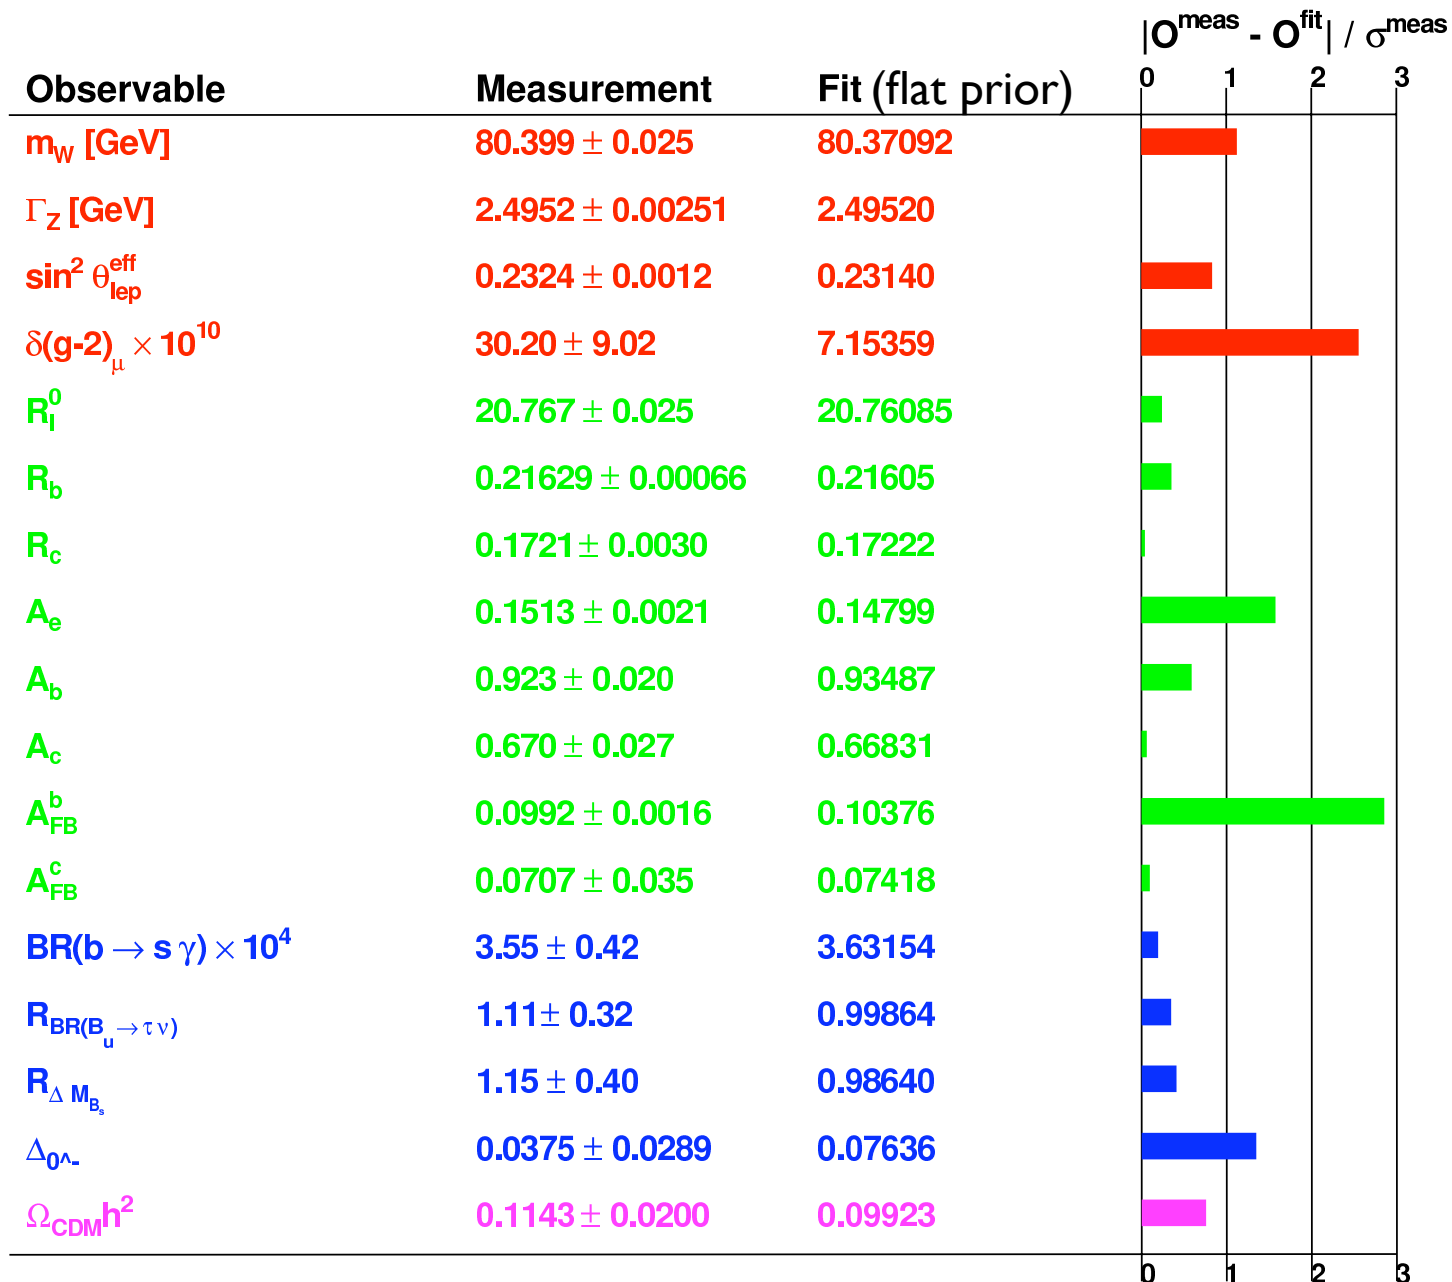 |O^meas - O^fit| / σ^meas
0 1 2 3
Observable Measurement Fit (flat prior)
m_W [GeV] 80.399 ± 0.025 80.37092
Γ_Z [GeV] 2.4952 ± 0.00251 2.49520
sin² θ^eff_lep 0.2324 ± 0.0012 0.23140
δ(g-2)_μ × 10^10 30.20 ± 9.02 7.15359
R^0_l 20.767 ± 0.025 20.76085
R_b 0.21629 ± 0.00066 0.21605
R_c 0.1721 ± 0.0030 0.17222
A_e 0.1513 ± 0.0021 0.14799
A_b 0.923 ± 0.020 0.93487
A_c 0.670 ± 0.027 0.66831
A^b_FB 0.0992 ± 0.0016 0.10376
A^c_FB 0.0707 ± 0.035 0.07418
BR(b → s γ) × 10^4 3.55 ± 0.42 3.63154
R_BR(B_u → τ ν) 1.11 ± 0.32 0.99864
R_Δ M_B_s 1.15 ± 0.40 0.98640
Δ_0^- 0.0375 ± 0.0289 0.07636
Ω_CDM h² 0.1143 ± 0.0200 0.09923
0 1 2 3